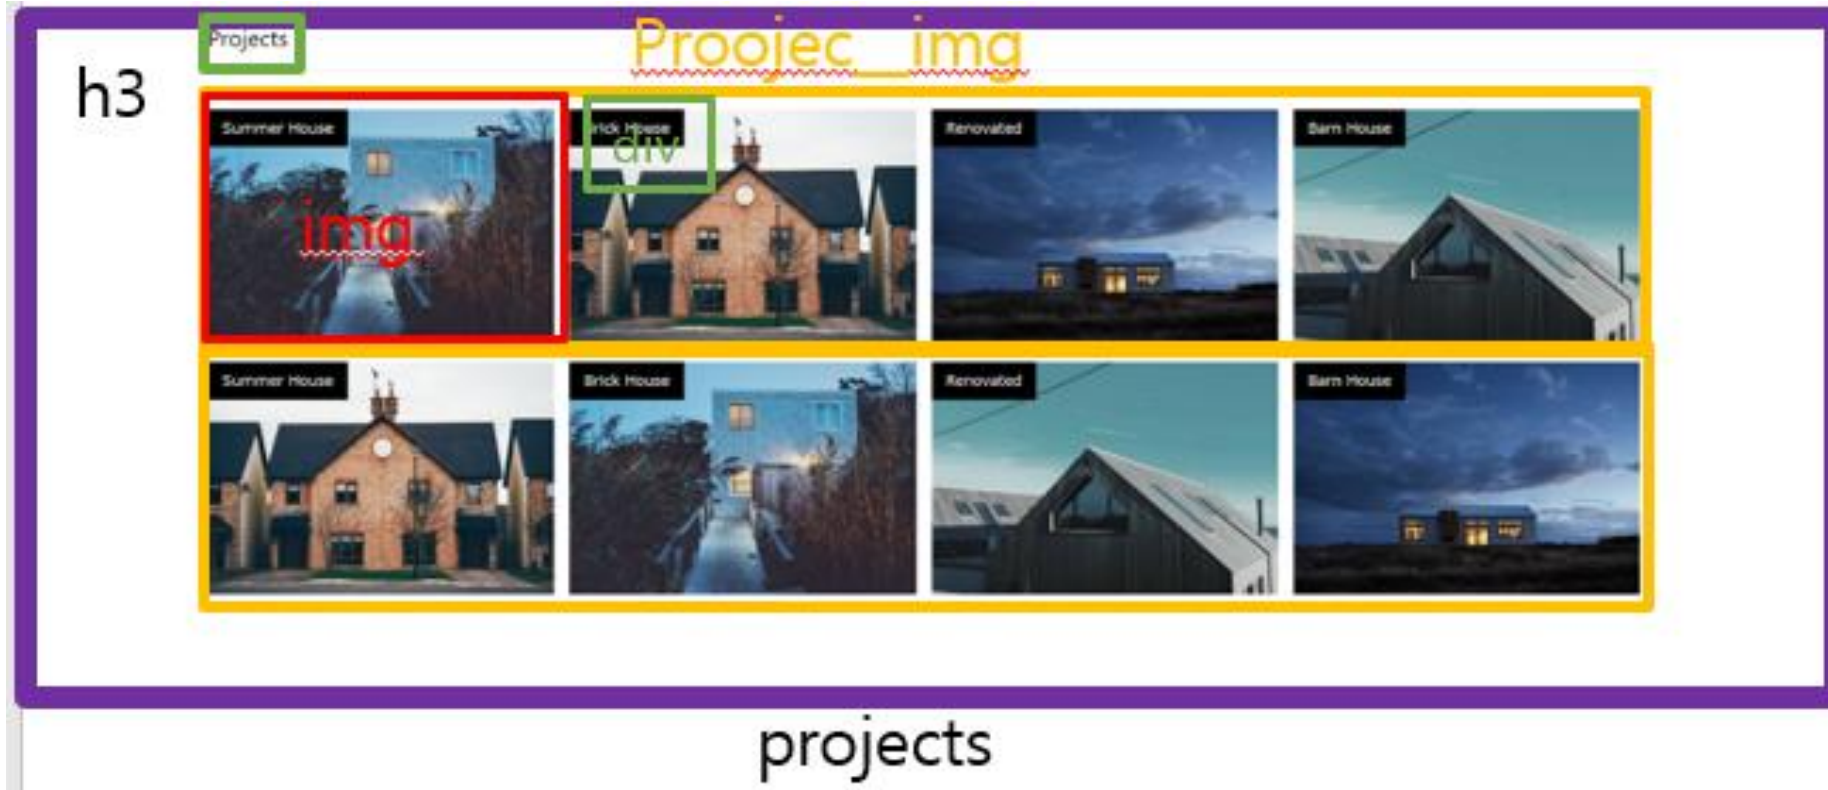 Projects
Proojec_img
h3
Summer House
Brick House
Renovated
Barn House
div
img
Summer House
Brick House
Renovated
Barn House
projects